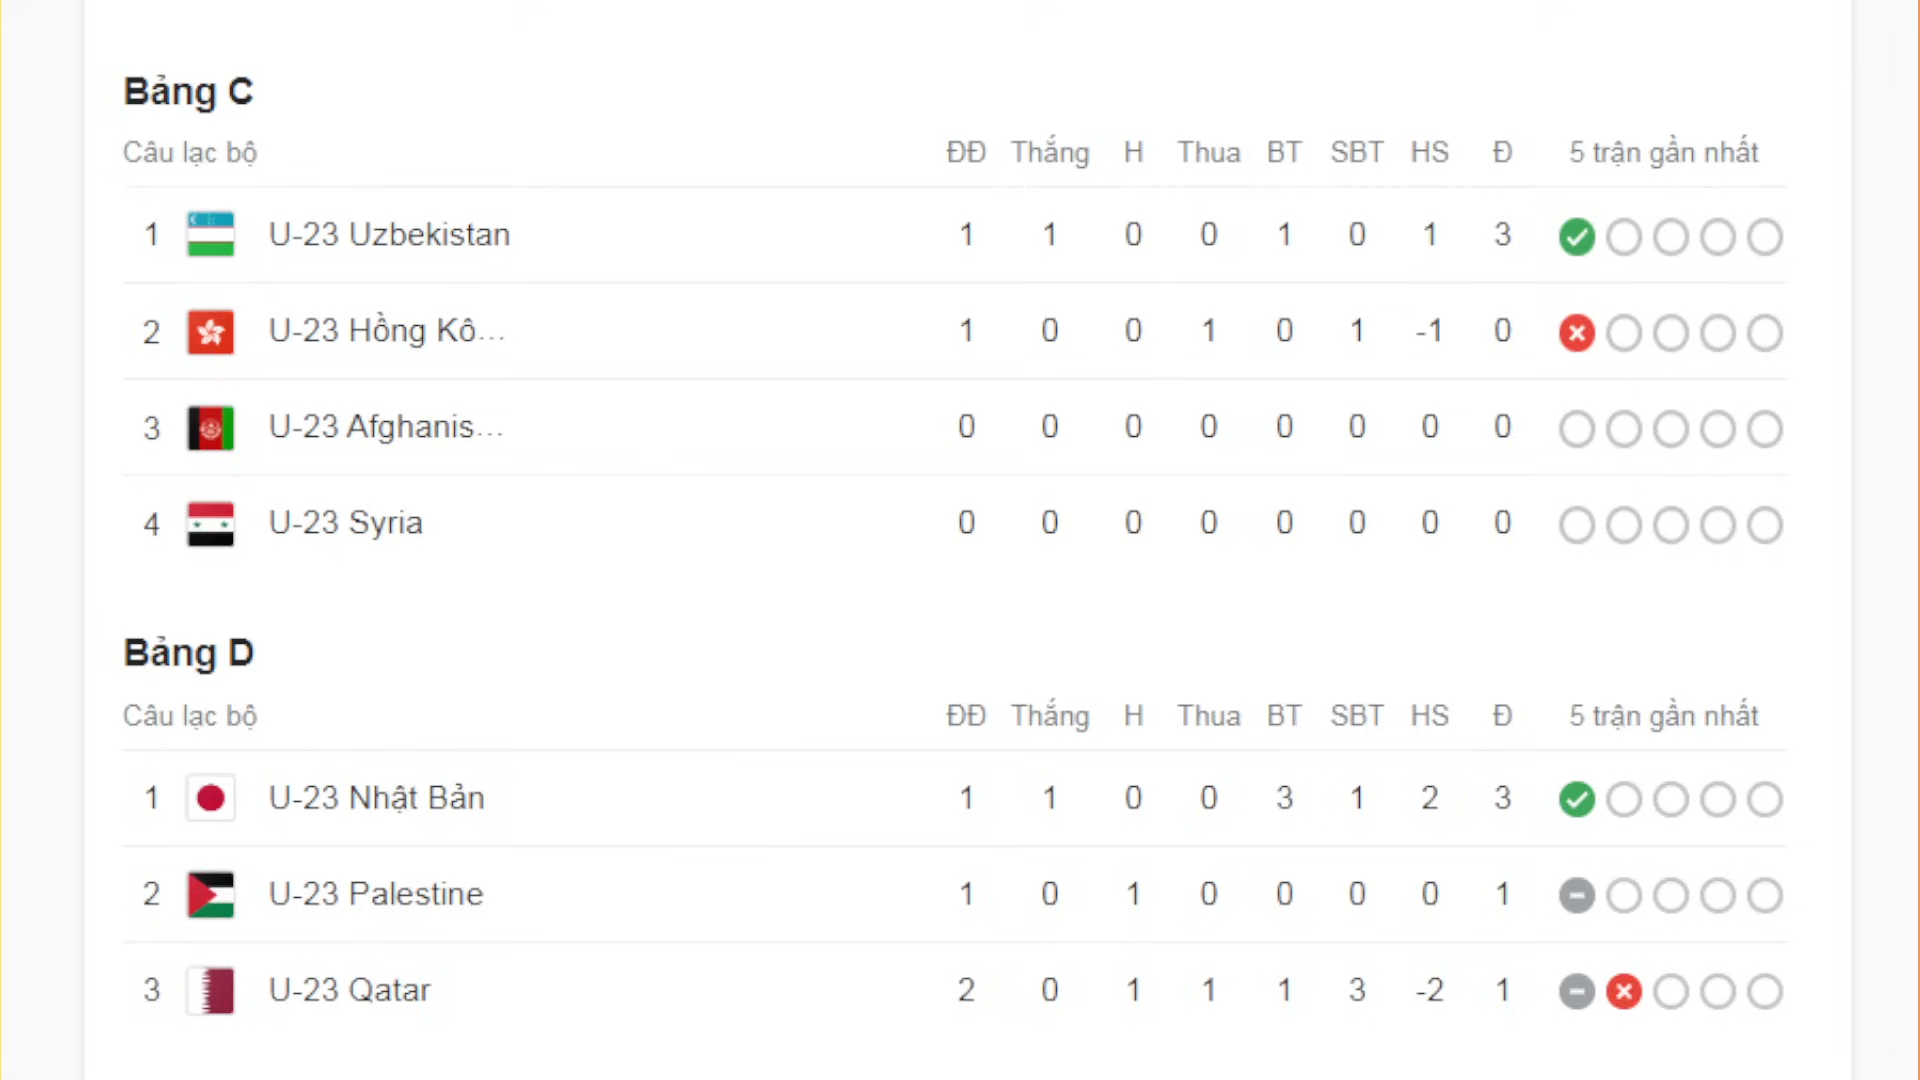 Bảng C
Câu lạc bộ ĐĐ Thắng H Thua BT SBT HS Đ 5 trận gần nhất
1 U-23 Uzbekistan 1 1 0 0 1 0 1 3
2 U-23 Hồng Kô... 1 0 0 1 0 1 -1 0
3 U-23 Afghanis... 0 0 0 0 0 0 0 0
4 U-23 Syria 0 0 0 0 0 0 0 0
Bảng D
Câu lạc bộ ĐĐ Thắng H Thua BT SBT HS Đ 5 trận gần nhất
1 U-23 Nhật Bản 1 1 0 0 3 1 2 3
2 U-23 Palestine 1 0 1 0 0 0 0 1
3 U-23 Qatar 2 0 1 1 1 3 -2 1